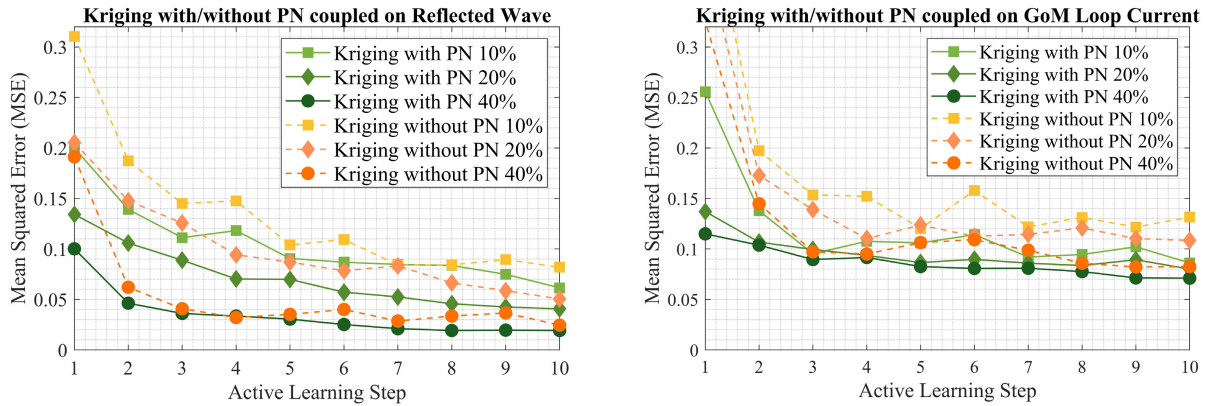 Kriging with/without PN coupled on Reflected Wave
Mean Squared Error (MSE)
0.3
0.25
0.2
0.15
0.1
0.05
0
Kriging with PN 10%
Kriging with PN 20%
Kriging with PN 40%
Kriging without PN 10%
Kriging without PN 20%
Kriging without PN 40%
1 2 3 4 5 6 7 8 9 10
Active Learning Step
Kriging with/without PN coupled on GoM Loop Current
Mean Squared Error (MSE)
0.3
0.25
0.2
0.15
0.1
0.05
0
Kriging with PN 10%
Kriging with PN 20%
Kriging with PN 40%
Kriging without PN 10%
Kriging without PN 20%
Kriging without PN 40%
1 2 3 4 5 6 7 8 9 10
Active Learning Step